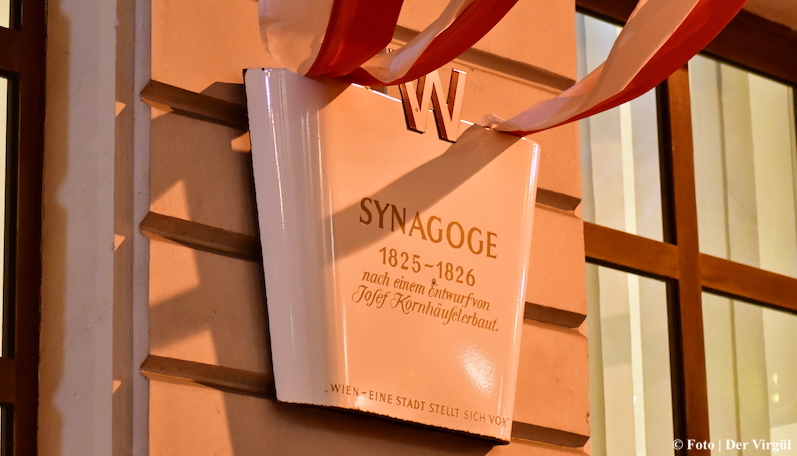 W
SYNAGOGE
1825-1826
nach einem Entwurf von
Josef Kornhäusel erbaut.
„WIEN - EINE STADT STELLT SICH VOR"
© Foto | Der Virgül